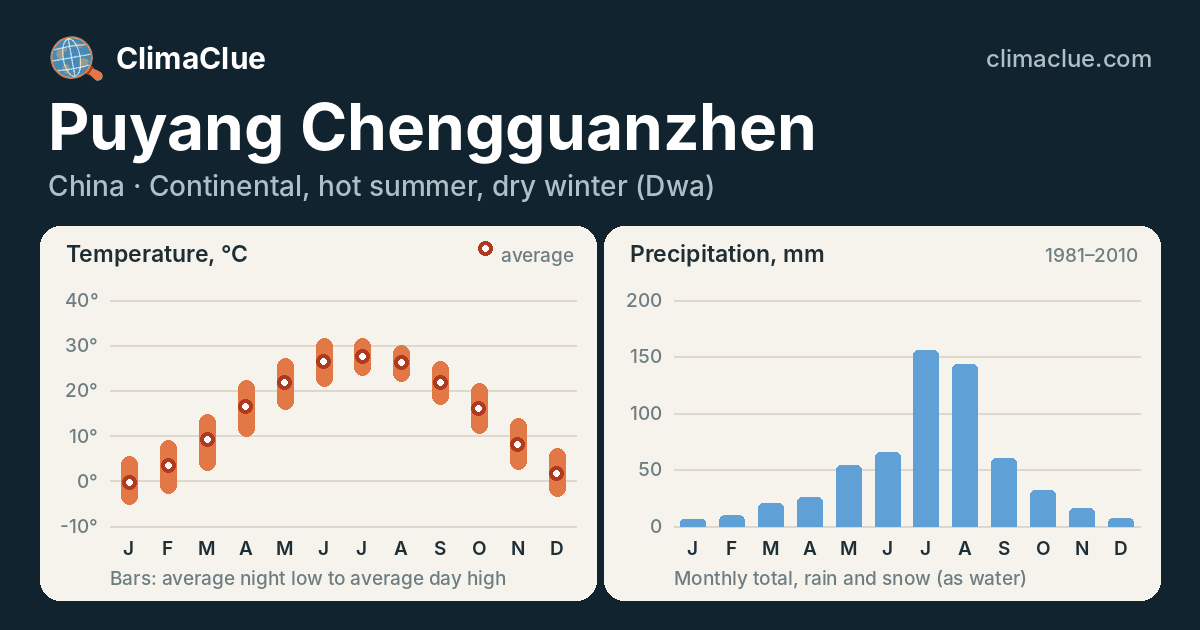 ClimaClue
climaclue.com
Puyang Chengguanzhen
China · Continental, hot summer, dry winter (Dwa)
Temperature, °C
average
40°
30°
20°
10°
0°
-10°
J F M A M J J A S O N D
Bars: average night low to average day high
Precipitation, mm
1981–2010
200
150
100
50
0
J F M A M J J A S O N D
Monthly total, rain and snow (as water)